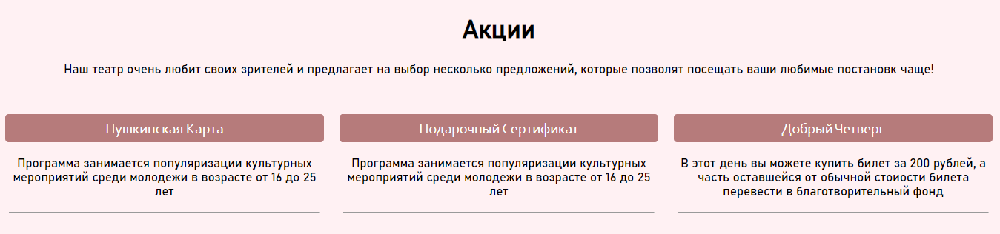 Акции
Наш театр очень любит своих зрителей и предлагает на выбор несколько предложений, которые позволят посещать ваши любимые постановк чаще!
Пушкинская Карта
Программа занимается популяризации культурных
мероприятий среди молодежи в возрасте от 16 до 25
лет
Подарочный Сертификат
Программа занимается популяризации культурных
мероприятий среди молодежи в возрасте от 16 до 25
лет
Добрый Четверг
В этот день вы можете купить билет за 200 рублей, а
часть оставшейся от обычной стоиости билета
перевести в благотворительный фонд